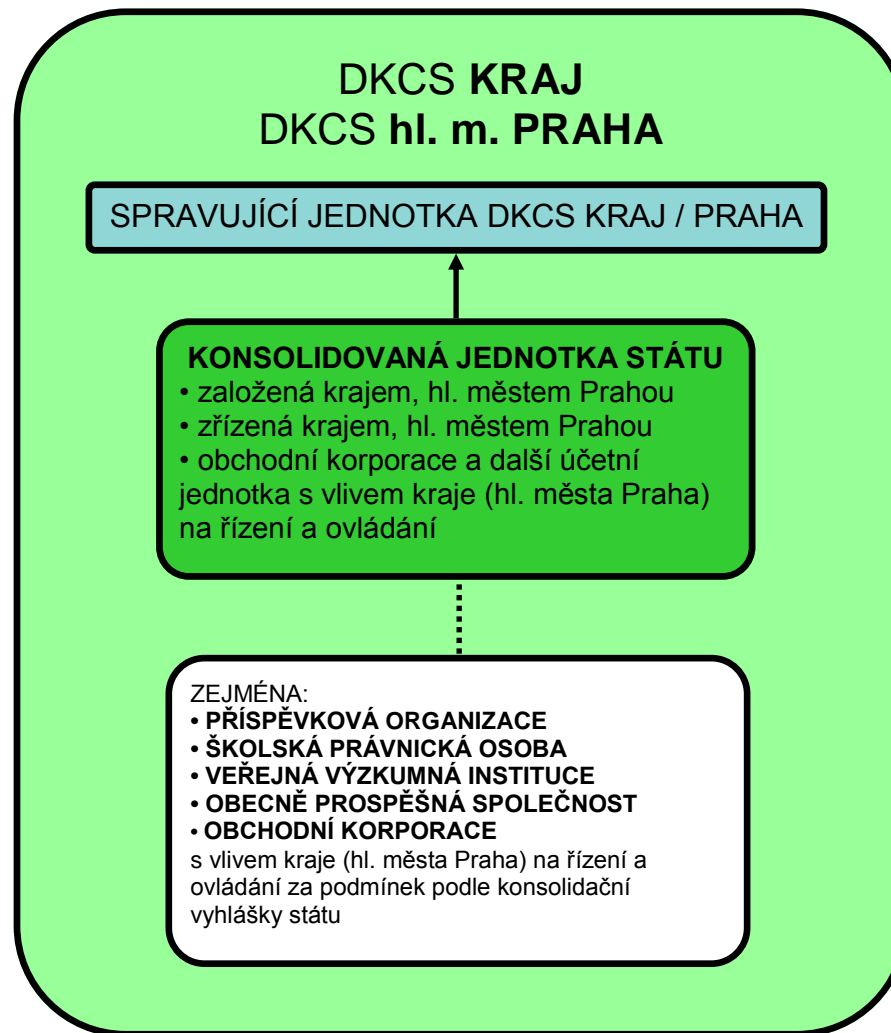 DKCS KRAJ
DKCS hl. m. PRAHA
SPRAVUJÍCÍ JEDNOTKA DKCS KRAJ / PRAHA
KONSOLIDOVANÁ JEDNOTKA STÁTU
• založená krajem, hl. městem Prahou
• zřízená krajem, hl. městem Prahou
• obchodní korporace a další účetní
jednotka s vlivem kraje (hl. města Praha)
na řízení a ovládání
ZEJMÉNA:
• PŘÍSPĚVKOVÁ ORGANIZACE
• ŠKOLSKÁ PRÁVNICKÁ OSOBA
• VEŘEJNÁ VÝZKUMNÁ INSTITUCE
• OBECNĚ PROSPĚŠNÁ SPOLEČNOST
• OBCHODNÍ KORPORACE
s vlivem kraje (hl. města Praha) na řízení a
ovládání za podmínek podle konsolidační
vyhlášky státu